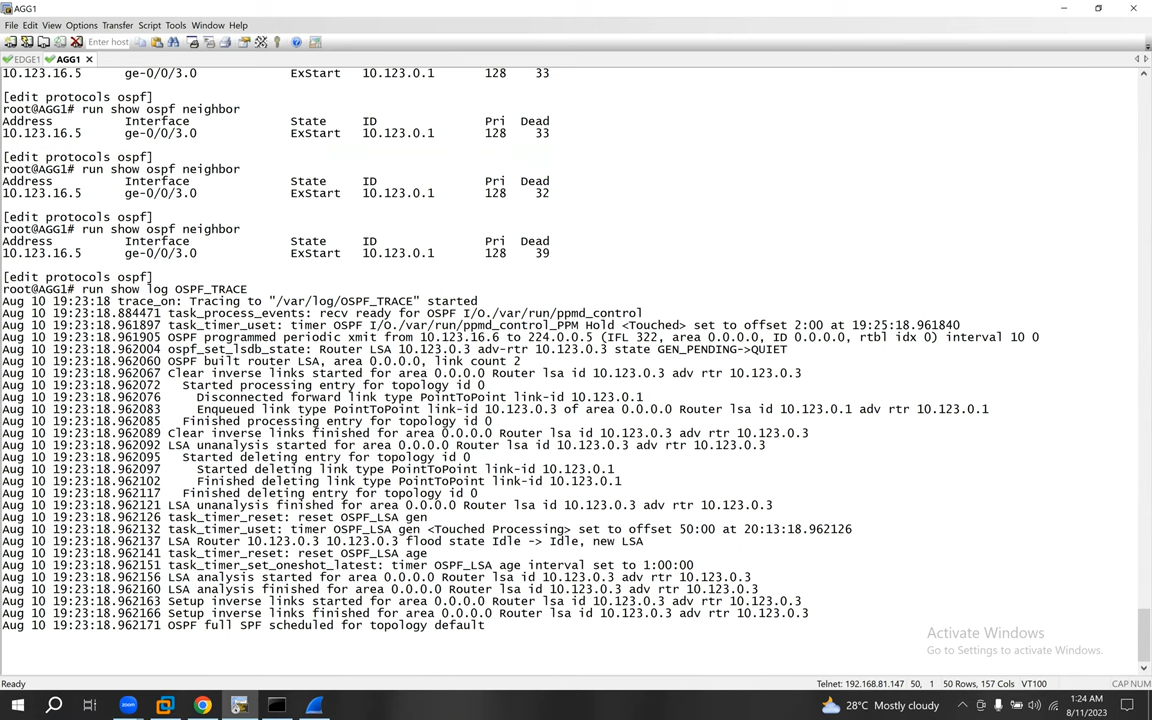 AGG1
File Edit View Options Transfer Script Tools Window Help
Enter host
EDGE1 AGG1
10.123.16.5 ge-0/0/3.0 ExStart 10.123.0.1 128 33
[edit protocols ospf]
root@AGG1# run show ospf neighbor
Address Interface State ID Pri Dead
10.123.16.5 ge-0/0/3.0 ExStart 10.123.0.1 128 33
[edit protocols ospf]
root@AGG1# run show ospf neighbor
Address Interface State ID Pri Dead
10.123.16.5 ge-0/0/3.0 ExStart 10.123.0.1 128 32
[edit protocols ospf]
root@AGG1# run show ospf neighbor
Address Interface State ID Pri Dead
10.123.16.5 ge-0/0/3.0 ExStart 10.123.0.1 128 39
[edit protocols ospf]
root@AGG1# run show log OSPF_TRACE
Aug 10 19:23:18 trace_on: Tracing to "/var/log/OSPF_TRACE" started
Aug 10 19:23:18.884471 task_process_events: recv ready for OSPF I/O./var/run/ppmd_control
Aug 10 19:23:18.961897 task_timer_uset: timer OSPF I/O./var/run/ppmd_control_PPM Hold <Touched> set to offset 2:00 at 19:25:18.961840
Aug 10 19:23:18.961905 OSPF programmed periodic xmit from 10.123.16.6 to 224.0.0.5 (IFL 322, area 0.0.0.0, ID 0.0.0.0, rtbl idx 0) interval 10 0
Aug 10 19:23:18.962004 ospf_set_lsdb_state: Router LSA 10.123.0.3 adv-rtr 10.123.0.3 state GEN_PENDING->QUIET
Aug 10 19:23:18.962060 OSPF built router LSA, area 0.0.0.0, link count 2
Aug 10 19:23:18.962067 Clear inverse links started for area 0.0.0.0 Router lsa id 10.123.0.3 adv rtr 10.123.0.3
Aug 10 19:23:18.962072 Started processing entry for topology id 0
Aug 10 19:23:18.962076 Disconnected forward link type PointToPoint link-id 10.123.0.1
Aug 10 19:23:18.962083 Enqueued link type PointToPoint link-id 10.123.0.3 of area 0.0.0.0 Router lsa id 10.123.0.1 adv rtr 10.123.0.1
Aug 10 19:23:18.962085 Finished processing entry for topology id 0
Aug 10 19:23:18.962089 Clear inverse links finished for area 0.0.0.0 Router lsa id 10.123.0.3 adv rtr 10.123.0.3
Aug 10 19:23:18.962092 LSA unanalysis started for area 0.0.0.0 Router lsa id 10.123.0.3 adv rtr 10.123.0.3
Aug 10 19:23:18.962095 Started deleting entry for topology id 0
Aug 10 19:23:18.962097 Started deleting link type PointToPoint link-id 10.123.0.1
Aug 10 19:23:18.962102 Finished deleting link type PointToPoint link-id 10.123.0.1
Aug 10 19:23:18.962117 Finished deleting entry for topology id 0
Aug 10 19:23:18.962121 LSA unanalysis finished for area 0.0.0.0 Router lsa id 10.123.0.3 adv rtr 10.123.0.3
Aug 10 19:23:18.962126 task_timer_reset: reset OSPF_LSA gen
Aug 10 19:23:18.962132 task_timer_uset: timer OSPF_LSA gen <Touched Processing> set to offset 50:00 at 20:13:18.962126
Aug 10 19:23:18.962137 LSA Router 10.123.0.3 10.123.0.3 flood state Idle -> Idle, new LSA
Aug 10 19:23:18.962141 task_timer_reset: reset OSPF_LSA age
Aug 10 19:23:18.962151 task_timer_set_oneshot_latest: timer OSPF_LSA age interval set to 1:00:00
Aug 10 19:23:18.962156 LSA analysis started for area 0.0.0.0 Router lsa id 10.123.0.3 adv rtr 10.123.0.3
Aug 10 19:23:18.962160 LSA analysis finished for area 0.0.0.0 Router lsa id 10.123.0.3 adv rtr 10.123.0.3
Aug 10 19:23:18.962163 Setup inverse links started for area 0.0.0.0 Router lsa id 10.123.0.3 adv rtr 10.123.0.3
Aug 10 19:23:18.962166 Setup inverse links finished for area 0.0.0.0 Router lsa id 10.123.0.3 adv rtr 10.123.0.3
Aug 10 19:23:18.962171 OSPF full SPF scheduled for topology default
Activate Windows
Go to Settings to activate Windows.
Ready Telnet: 192.168.81.147 50, 1 50 Rows, 157 Cols VT100 CAP NUM
zoom 28°C Mostly cloudy 1:24 AM
8/11/2023